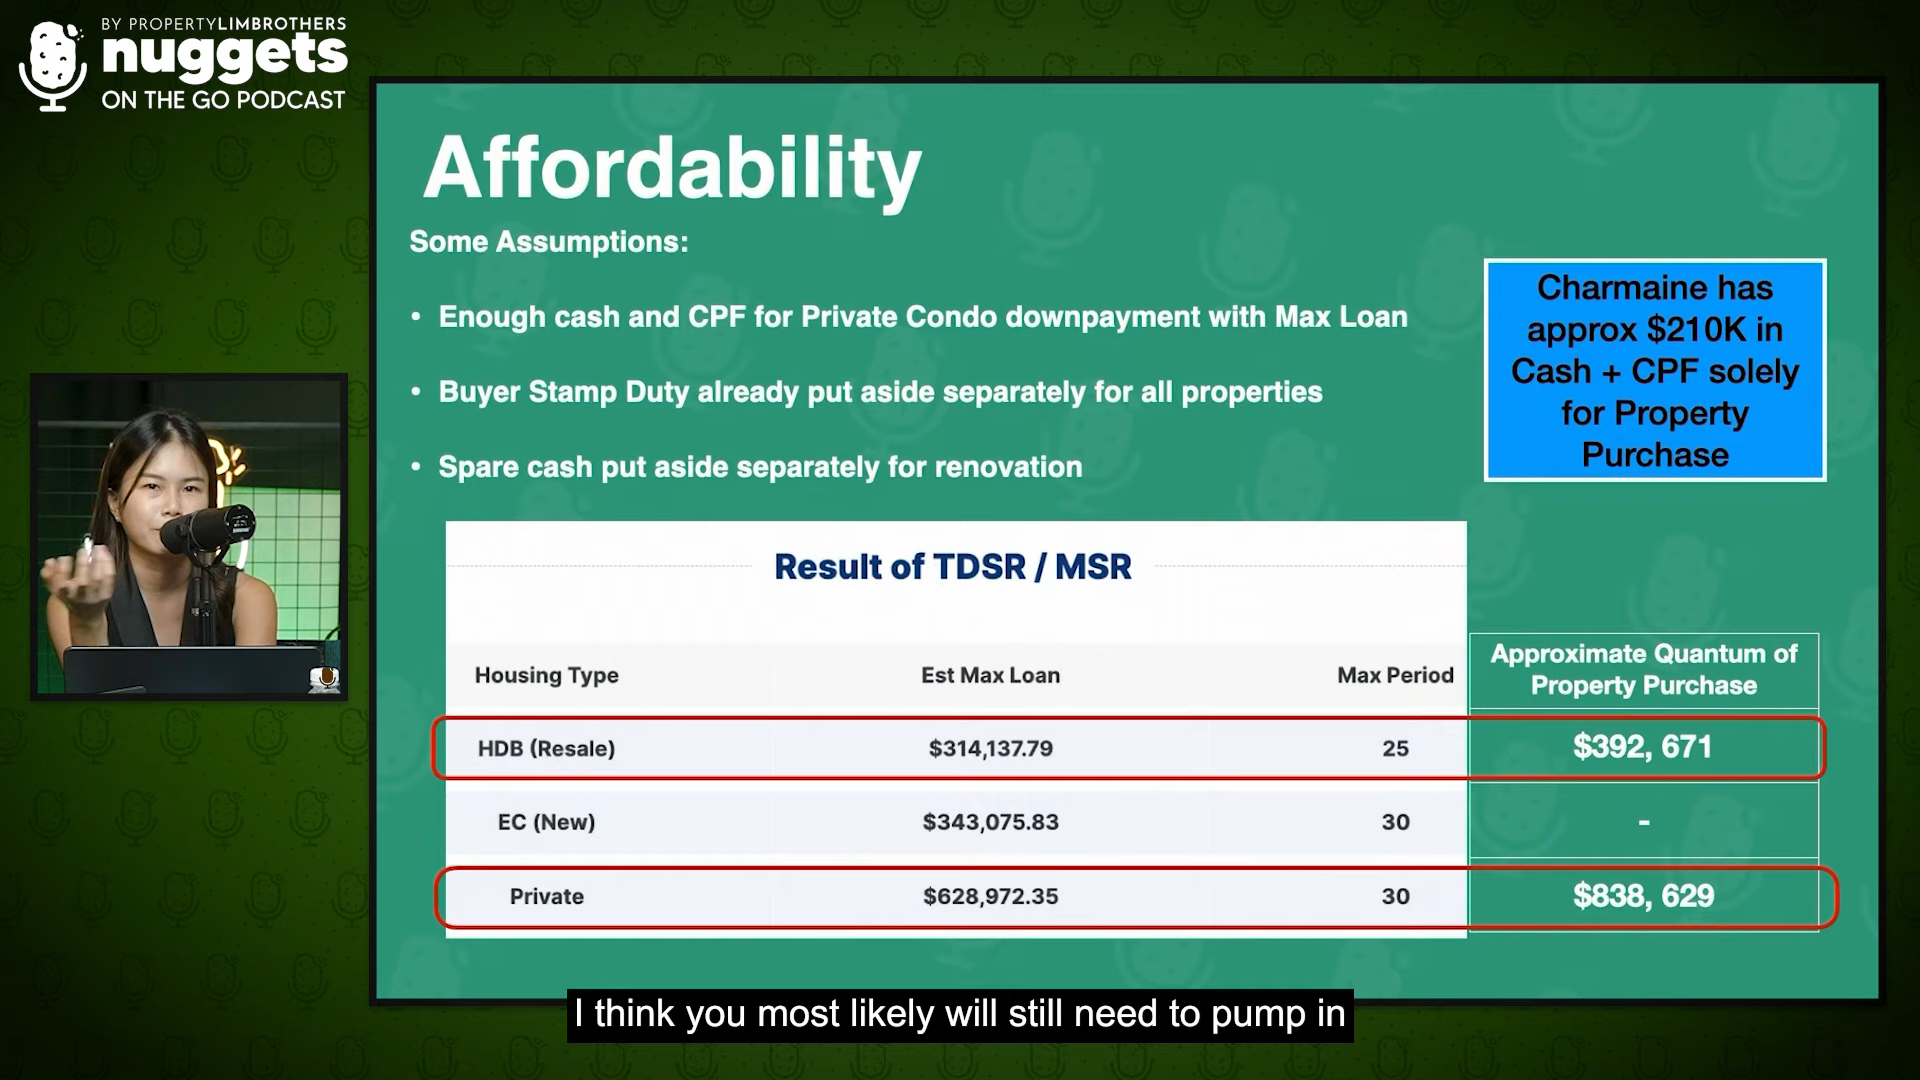 BY PROPERTYLIMBROTHERS
nuggets
ON THE GO PODCAST
Affordability
Some Assumptions:
• Enough cash and CPF for Private Condo downpayment with Max Loan
• Buyer Stamp Duty already put aside separately for all properties
• Spare cash put aside separately for renovation
Charmaine has
approx $210K in
Cash + CPF solely
for Property
Purchase
Result of TDSR / MSR
Housing Type Est Max Loan Max Period Approximate Quantum of
Property Purchase
HDB (Resale) $314,137.79 25 $392, 671
EC (New) $343,075.83 30 -
Private $628,972.35 30 $838, 629
I think you most likely will still need to pump in